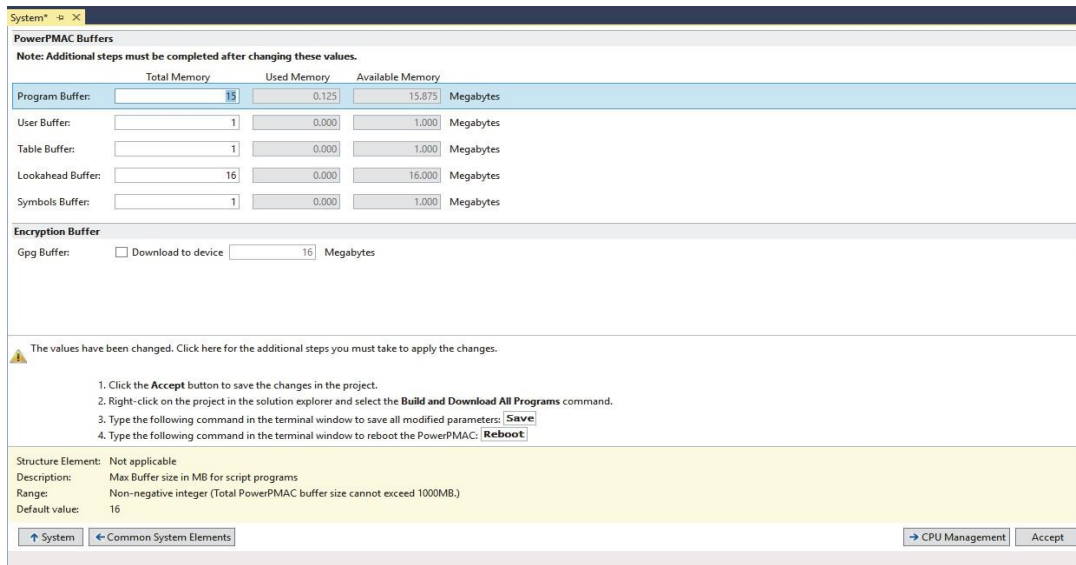 System*
PowerPMAC Buffers
Note: Additional steps must be completed after changing these values.
Total Memory Used Memory Available Memory
Program Buffer: 15 0.125 15.875 Megabytes
User Buffer: 1 0.000 1.000 Megabytes
Table Buffer: 1 0.000 1.000 Megabytes
Lookahead Buffer: 16 0.000 16.000 Megabytes
Symbols Buffer: 1 0.000 1.000 Megabytes
Encryption Buffer
Gpg Buffer: Download to device 16 Megabytes
The values have been changed. Click here for the additional steps you must take to apply the changes.
1. Click the Accept button to save the changes in the project.
2. Right-click on the project in the solution explorer and select the Build and Download All Programs command.
3. Type the following command in the terminal window to save all modified parameters: Save
4. Type the following command in the terminal window to reboot the PowerPMAC: Reboot
Structure Element: Not applicable
Description: Max Buffer size in MB for script programs
Range: Non-negative integer (Total PowerPMAC buffer size cannot exceed 1000MB.)
Default value: 16
↑ System ← Common System Elements → CPU Management Accept